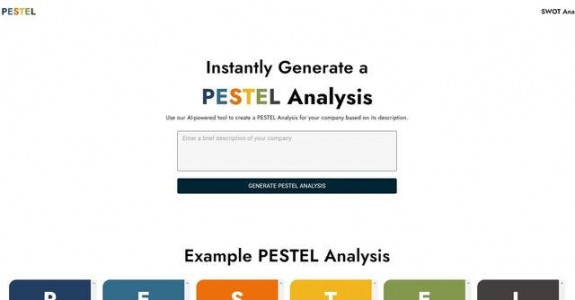 PESTEL
SWOT Ana
Instantly Generate a
PESTEL Analysis
Use our AI-powered tool to create a PESTEL Analysis for your company based on its description.
Enter a brief description of your company
GENERATE PESTEL ANALYSIS
Example PESTEL Analysis
P E S T E L